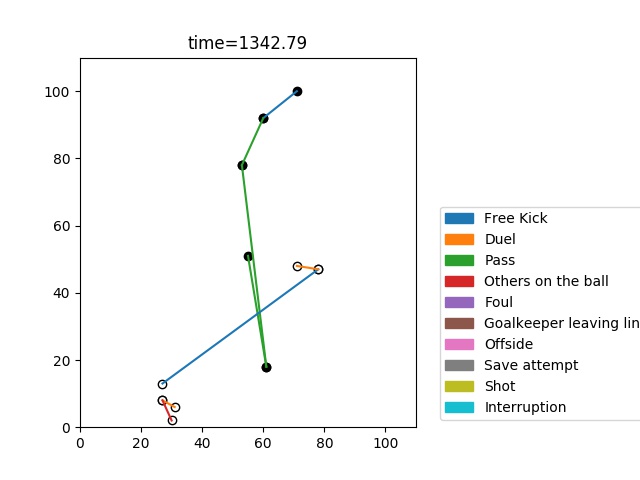 time=1342.79
100
80
60
40
20
0
0 20 40 60 80 100
Free Kick
Duel
Pass
Others on the ball
Foul
Goalkeeper leaving lin
Offside
Save attempt
Shot
Interruption